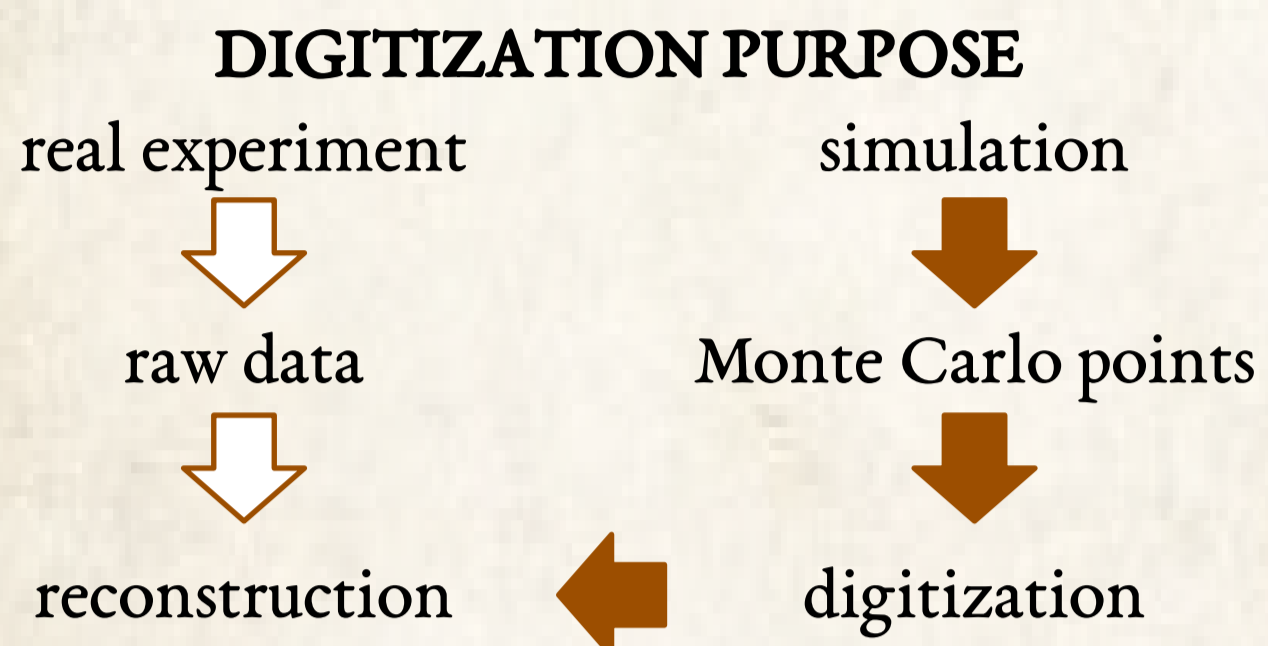 DIGITIZATION PURPOSE
real experiment
simulation
raw data
Monte Carlo points
reconstruction
digitization